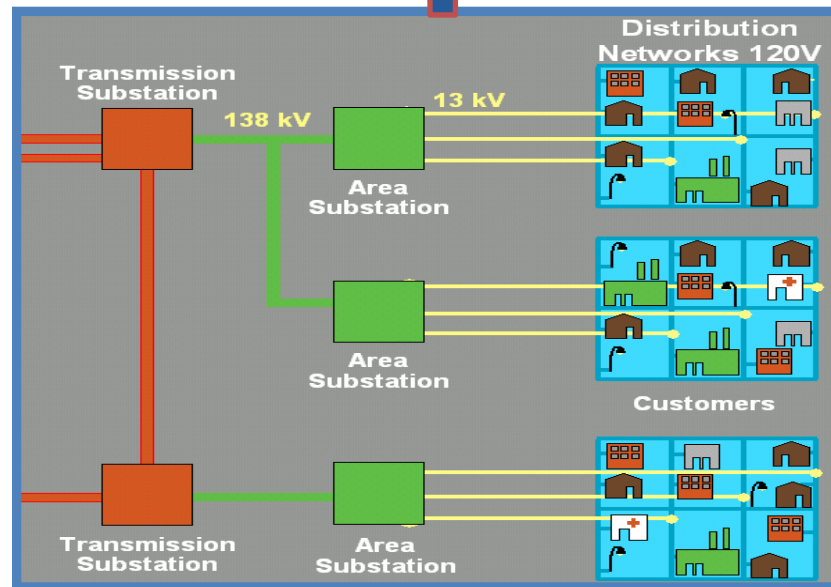 Distribution
Networks 120V
Transmission
Substation
138 kV
13 kV
Area
Substation
Area
Substation
Customers
Transmission
Substation
Area
Substation